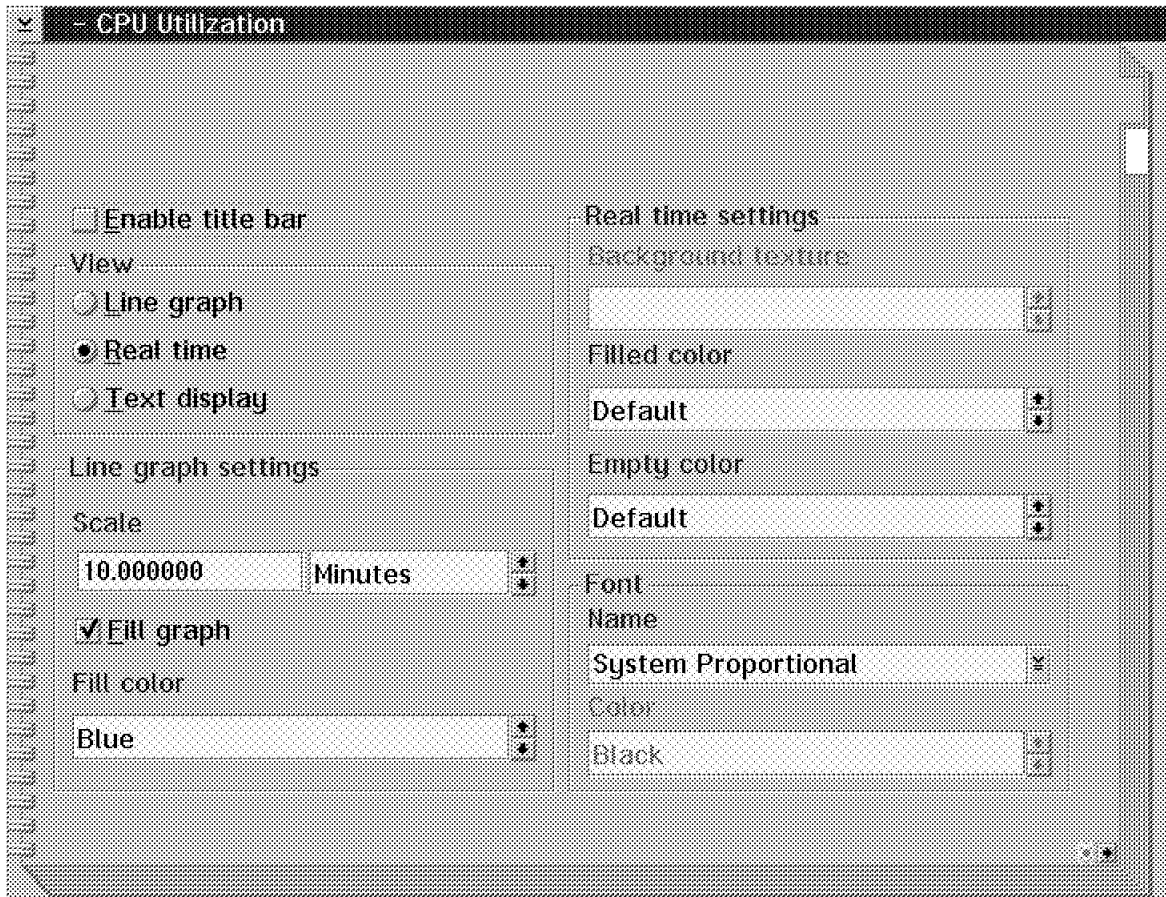 - CPU Utilization
Enable title bar
View
Line graph
Real time
Text display
Line graph settings
Scale
10.000000
Minutes
Fill graph
Fill color
Blue
Real time settings
Background texture
Filled color
Default
Empty color
Default
Font
Name
System Proportional
Color
Black